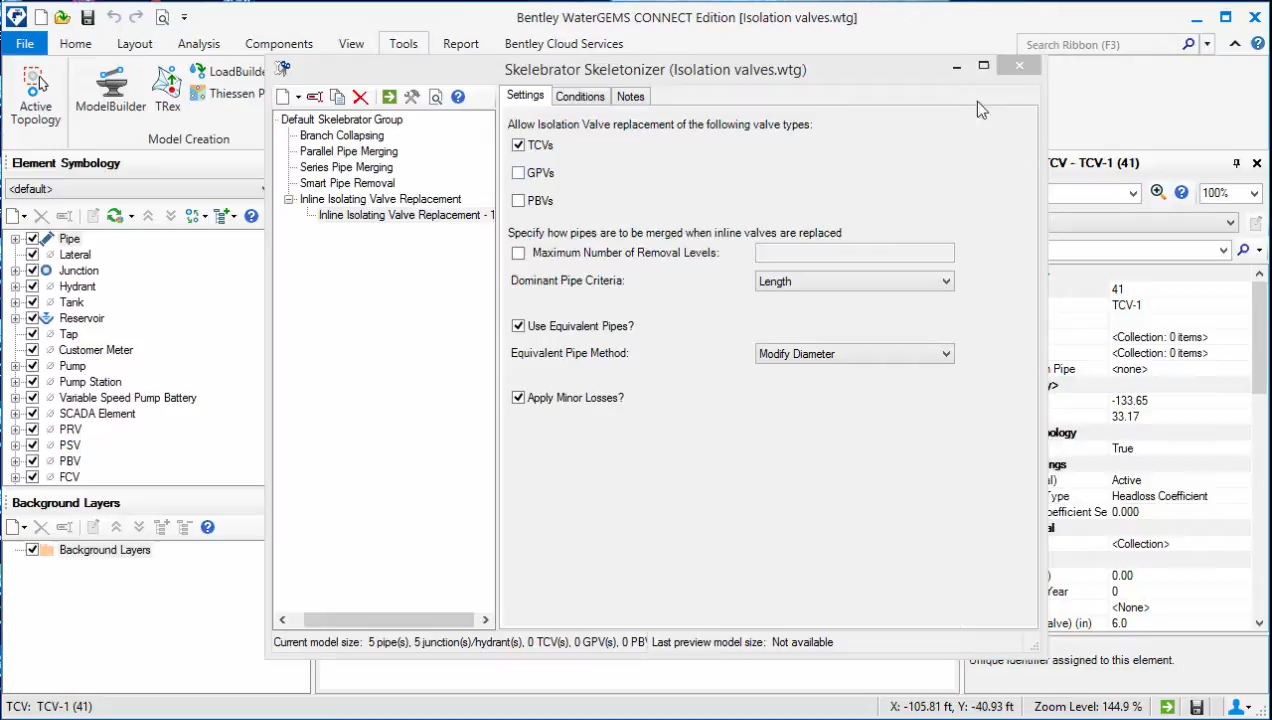 Bentley WaterGEMS CONNECT Edition [Isolation valves.wtg]
File Home Layout Analysis Components View Tools Report Bentley Cloud Services Search Ribbon (F3)
Active Topology
ModelBuilder
TRex
LoadBuilde
Thiessen P
Model Creation
Element Symbology
<default>
Pipe
Lateral
Junction
Hydrant
Tank
Reservoir
Tap
Customer Meter
Pump
Pump Station
Variable Speed Pump Battery
SCADA Element
PRV
PSV
PBV
FCV
Background Layers
Background Layers
Skelebrator Skeletonizer (Isolation valves.wtg)
Default Skelebrator Group
Branch Collapsing
Parallel Pipe Merging
Series Pipe Merging
Smart Pipe Removal
Inline Isolating Valve Replacement
Inline Isolating Valve Replacement - 1
Settings Conditions Notes
Allow Isolation Valve replacement of the following valve types:
TCVs
GPVs
PBVs
Specify how pipes are to be merged when inline valves are replaced
Maximum Number of Removal Levels:
Dominant Pipe Criteria: Length
Use Equivalent Pipes?
Equivalent Pipe Method: Modify Diameter
Apply Minor Losses?
Current model size: 5 pipe(s), 5 junction(s)/hydrant(s), 0 TCV(s), 0 GPV(s), 0 PB Last preview model size: Not available
TCV - TCV-1 (41)
100%
41
TCV-1
<Collection: 0 items>
<Collection: 0 items>
n Pipe <none>
y>
-133.65
33.17
ology
True
ngs
al) Active
Type Headloss Coefficient
oefficient Se 0.000
al
<Collection>
) 0.00
Year 0
) <None>
alve) (in) 6.0
Unique identifier assigned to this element.
TCV: TCV-1 (41)
X: -105.81 ft, Y: -40.93 ft Zoom Level: 144.9 %